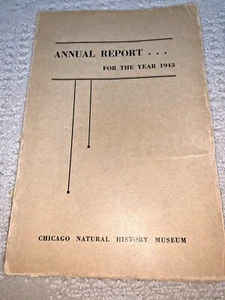 ANNUAL REPORT . . .
FOR THE YEAR 1943
CHICAGO NATURAL HISTORY MUSEUM